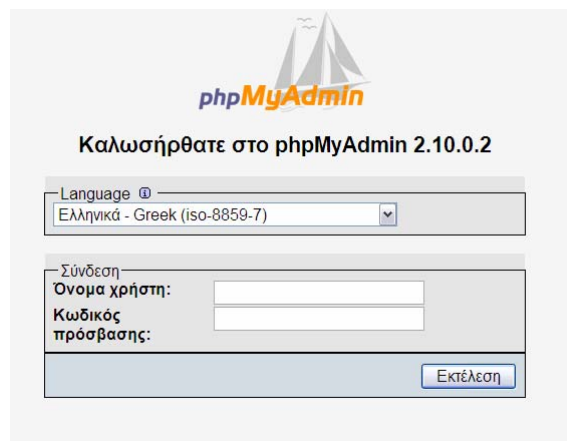 phpMyAdmin
Καλωσήρθατε στο phpMyAdmin 2.10.0.2
Language
Ελληνικά - Greek (iso-8859-7)
Σύνδεση
Όνομα χρήστη:
Κωδικός
πρόσβασης:
Εκτέλεση